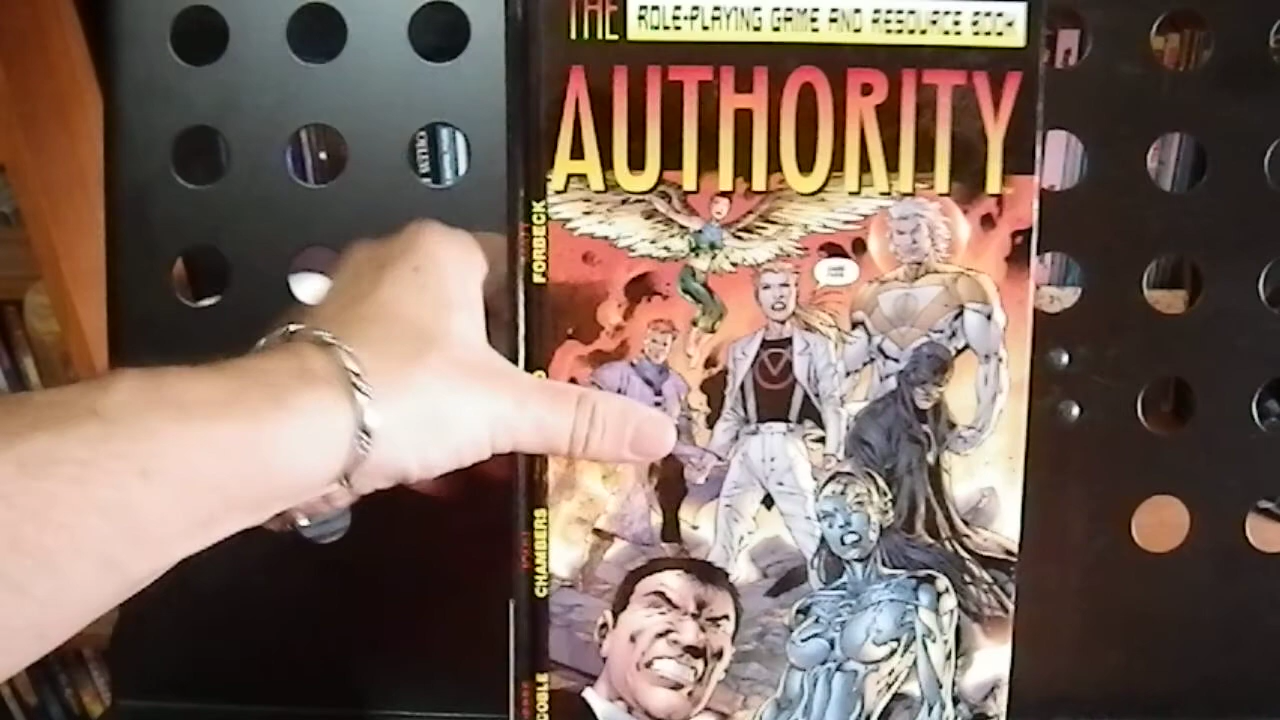 THE
ROLE-PLAYING GAME AND RESOURCE BOOK
AUTHORITY
FORBECK
CHAMBERS
COBLE